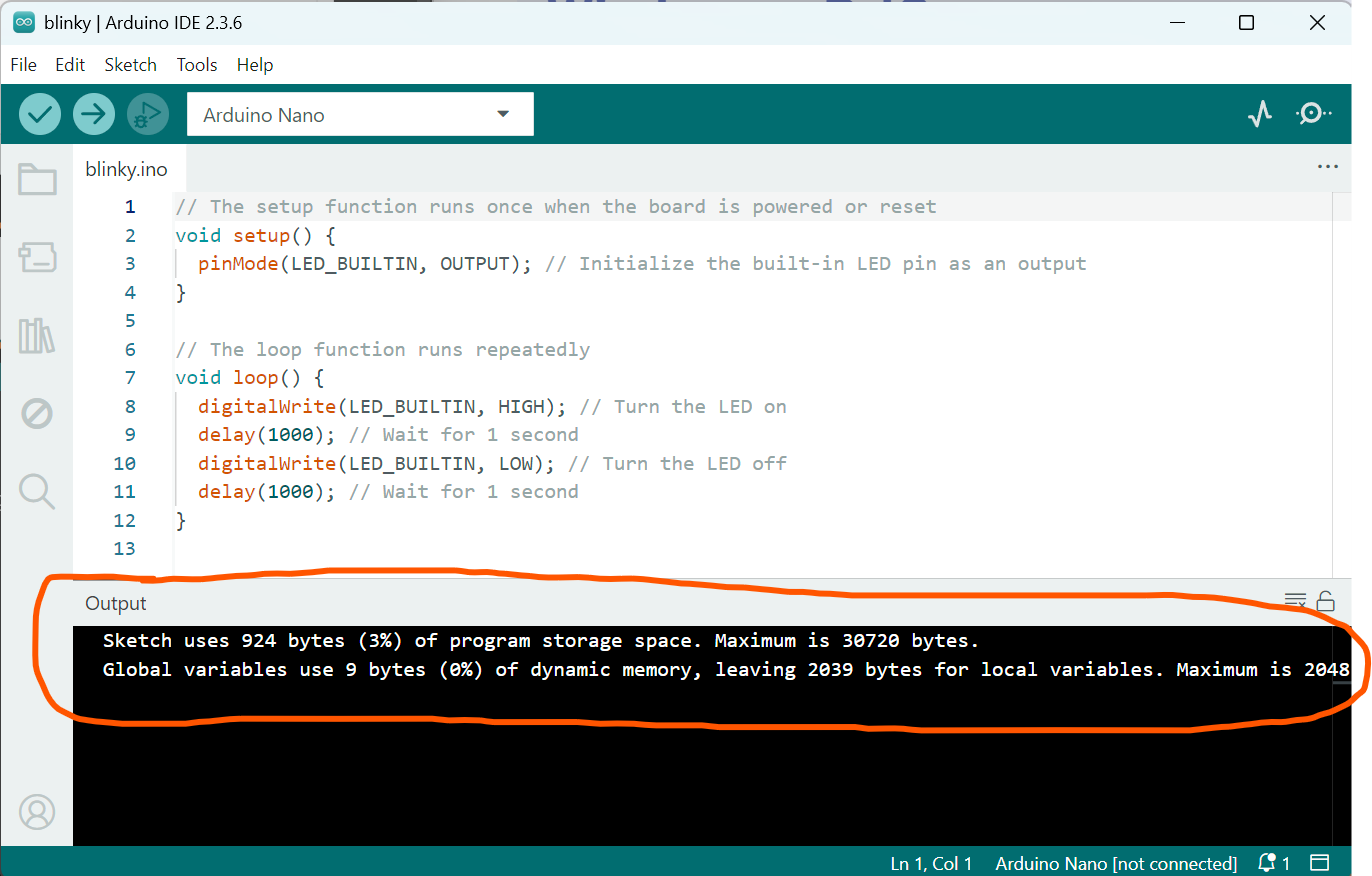 blinky | Arduino IDE 2.3.6
File Edit Sketch Tools Help
Arduino Nano
blinky.ino
1 // The setup function runs once when the board is powered or reset
2 void setup() {
3 pinMode(LED_BUILTIN, OUTPUT); // Initialize the built-in LED pin as an output
4 }
5
6 // The loop function runs repeatedly
7 void loop() {
8 digitalWrite(LED_BUILTIN, HIGH); // Turn the LED on
9 delay(1000); // Wait for 1 second
10 digitalWrite(LED_BUILTIN, LOW); // Turn the LED off
11 delay(1000); // Wait for 1 second
12 }
13
Output
Sketch uses 924 bytes (3%) of program storage space. Maximum is 30720 bytes.
Global variables use 9 bytes (0%) of dynamic memory, leaving 2039 bytes for local variables. Maximum is 2048
Ln 1, Col 1 Arduino Nano [not connected] 1